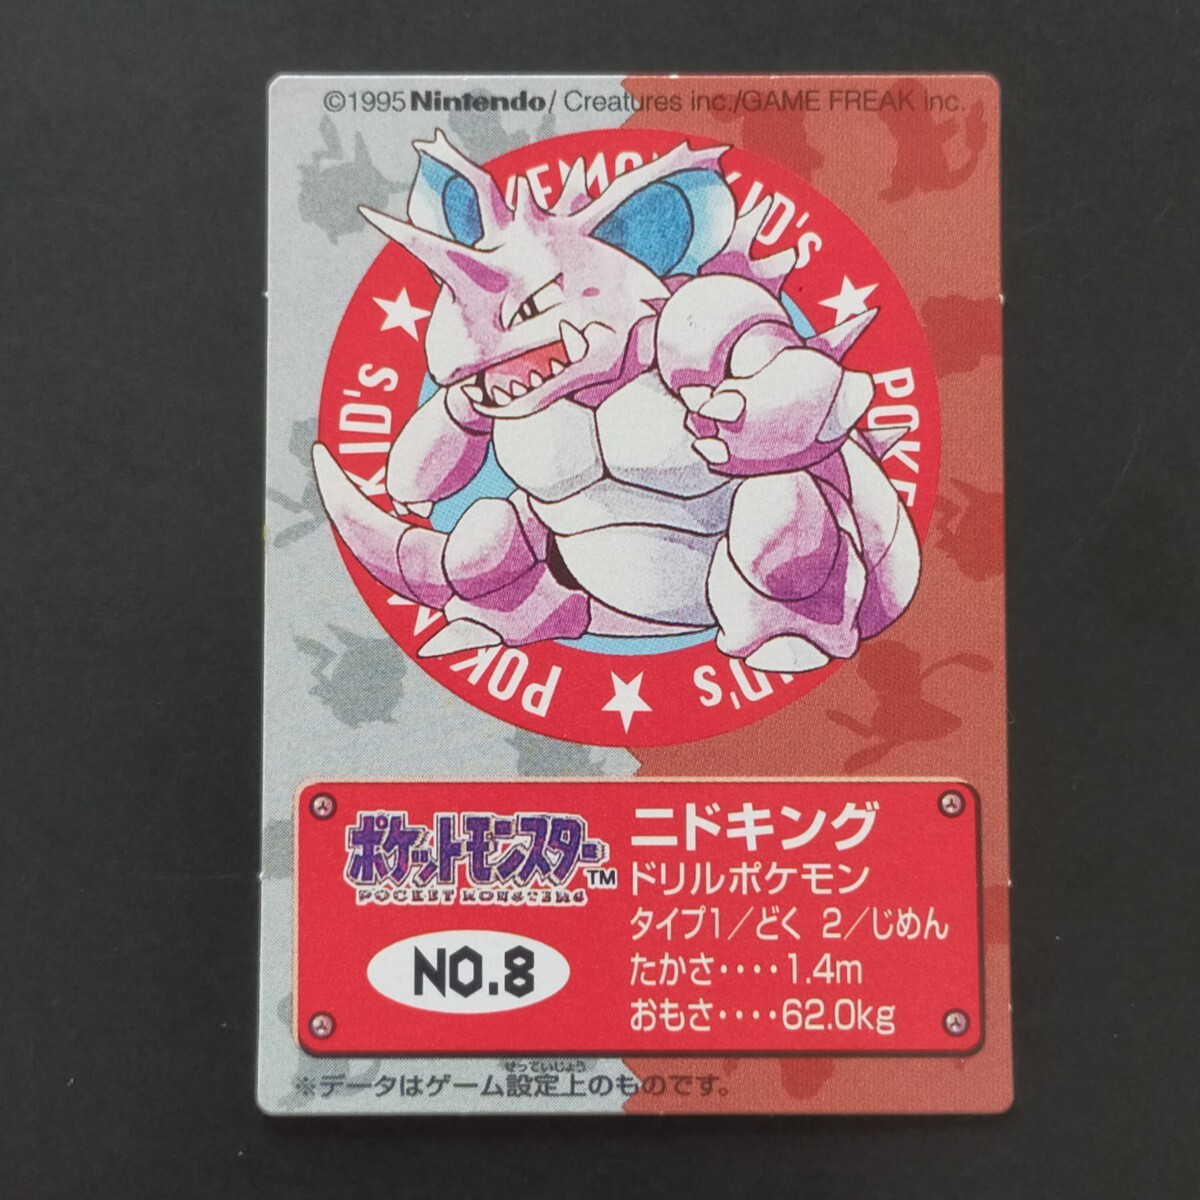 ©1995 Nintendo/ Creatures inc./GAME FREAK inc.
POKEMON KID's ★ POKEMON KID's ★ POKEMON KID's ★
ポケットモンスター™
POCKET MONSTERS
NO.8
ニドキング
ドリルポケモン
タイプ1/どく 2/じめん
たかさ････1.4m
おもさ････62.0kg
せっていじょう
※データはゲーム設定上のものです。